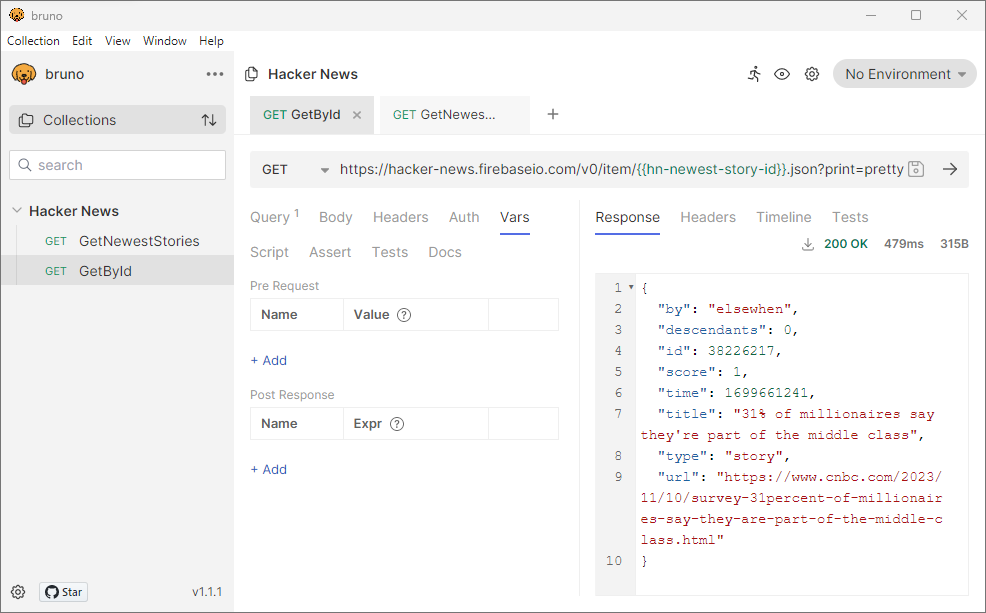 bruno
Collection Edit View Window Help
bruno
Hacker News
No Environment
GET GetById
GET GetNewes...
Collections
search
GET https://hacker-news.firebaseio.com/v0/item/{{hn-newest-story-id}}.json?print=pretty
Hacker News
GET GetNewestStories
GET GetById
Query 1 Body Headers Auth Vars
Script Assert Tests Docs
Pre Request
Name Value ?
+ Add
Post Response
Name Expr ?
+ Add
Response Headers Timeline Tests
200 OK 479ms 315B
1 {
2 "by": "elsewhen",
3 "descendants": 0,
4 "id": 38226217,
5 "score": 1,
6 "time": 1699661241,
7 "title": "31% of millionaires say
they're part of the middle class",
8 "type": "story",
9 "url": "https://www.cnbc.com/2023/
11/10/survey-31percent-of-millionair
es-say-they-are-part-of-the-middle-c
lass.html"
10 }
Star
v1.1.1